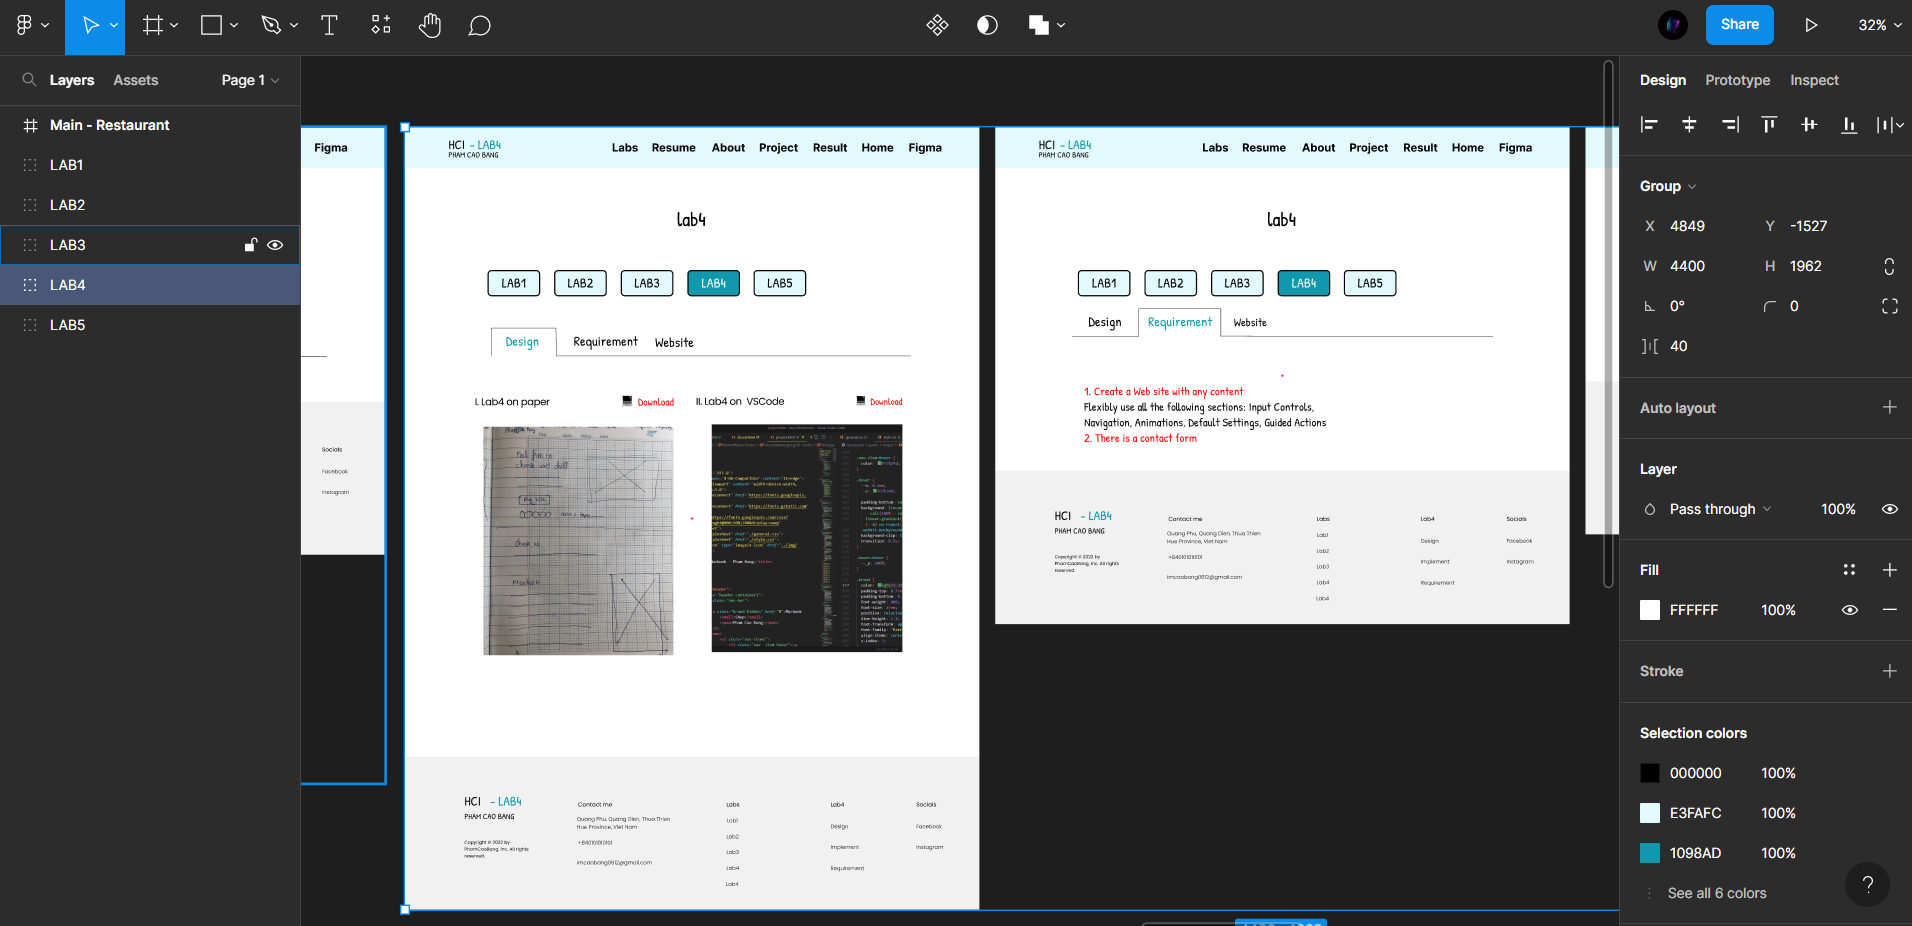 Share
32%
Layers
Assets
Page 1
Main - Restaurant
LAB1
LAB2
LAB3
LAB4
LAB5
Figma
Socials
Facebook
Instagram
HCI - LAB4
PHAM CAO BANG
Labs Resume About Project Result Home Figma
lab4
LAB1 LAB2 LAB3 LAB4 LAB5
Design Requirement Website
I. Lab4 on paper
Download
II. Lab4 on VSCode
Download
HCI - LAB4
PHAM CAO BANG
Copyright © 2022 by
PhamCaoBang, Inc. All rights
reserved.
Contact me
Quang Phu, Quang Dien, Thua Thien
Hue Province, Viet Nam
+840101010101
imcaobang0612@gmail.com
Labs
Lab1
Lab2
Lab3
Lab4
Lab4
Lab4
Design
Implement
Requirement
Socials
Facebook
Instagram
HCI - LAB4
PHAM CAO BANG
Labs Resume About Project Result Home Figma
lab4
LAB1 LAB2 LAB3 LAB4 LAB5
Design Requirement Website
1. Create a Web site with any content
Flexibly use all the following sections: Input Controls,
Navigation, Animations, Default Settings, Guided Actions
2. There is a contact form
HCI - LAB4
PHAM CAO BANG
Copyright © 2022 by
PhamCaoBang, Inc. All rights
reserved.
Contact me
Quang Phu, Quang Dien, Thua Thien
Hue Province, Viet Nam
+840101010101
imcaobang0612@gmail.com
Labs
Lab1
Lab2
Lab3
Lab4
Lab4
Lab4
Design
Implement
Requirement
Socials
Facebook
Instagram
Design Prototype Inspect
Group
X 4849 Y -1527
W 4400 H 1962
0° 0
40
Auto layout
Layer
Pass through 100%
Fill
FFFFFF 100%
Stroke
Selection colors
000000 100%
E3FAFC 100%
1098AD 100%
See all 6 colors
?